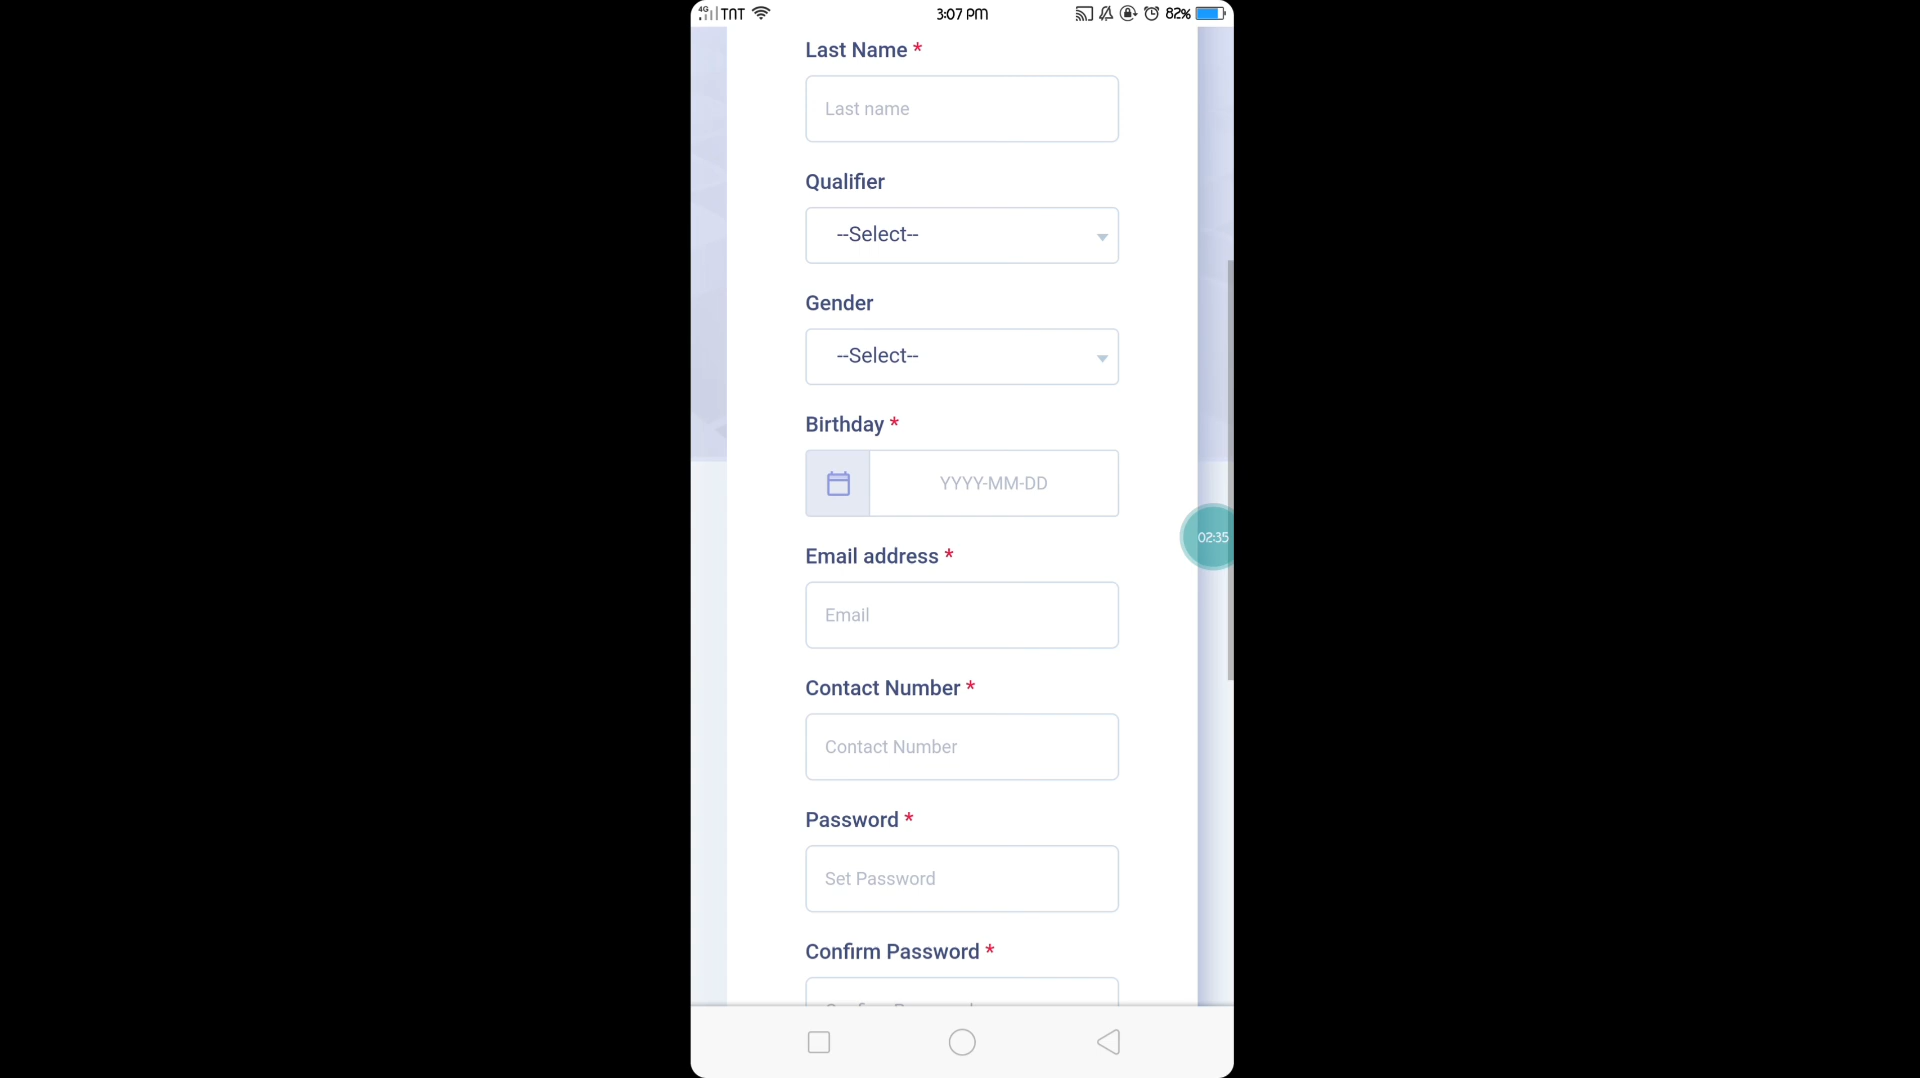 4G TNT 3:07 PM 82%
Last Name *
Last name
Qualifier
--Select--
Gender
--Select--
Birthday *
YYYY-MM-DD
02:35
Email address *
Email
Contact Number *
Contact Number
Password *
Set Password
Confirm Password *